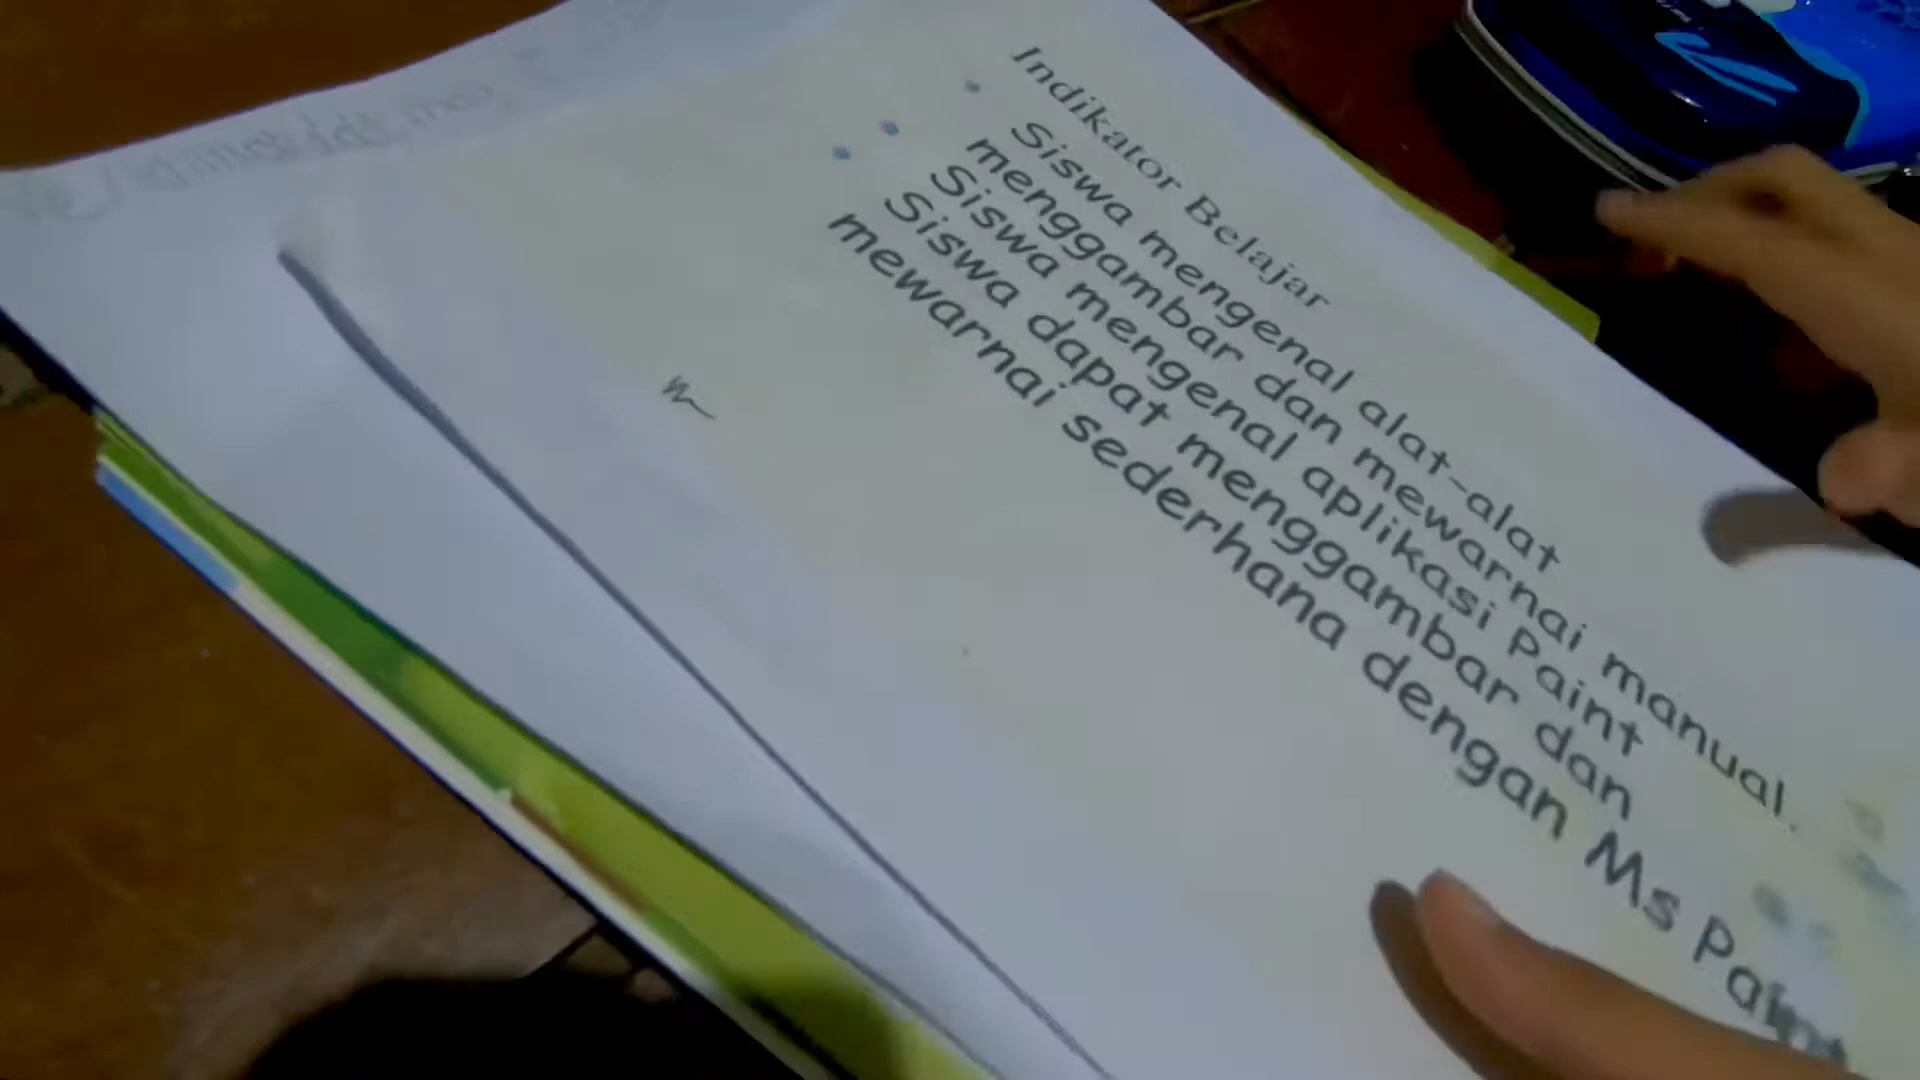 Indikator Belajar
Siswa mengenal alat-alat
menggambar dan mewarnai manual.
Siswa mengenal aplikasi Paint
Siswa dapat menggambar dan
mewarnai sederhana dengan Ms Paint